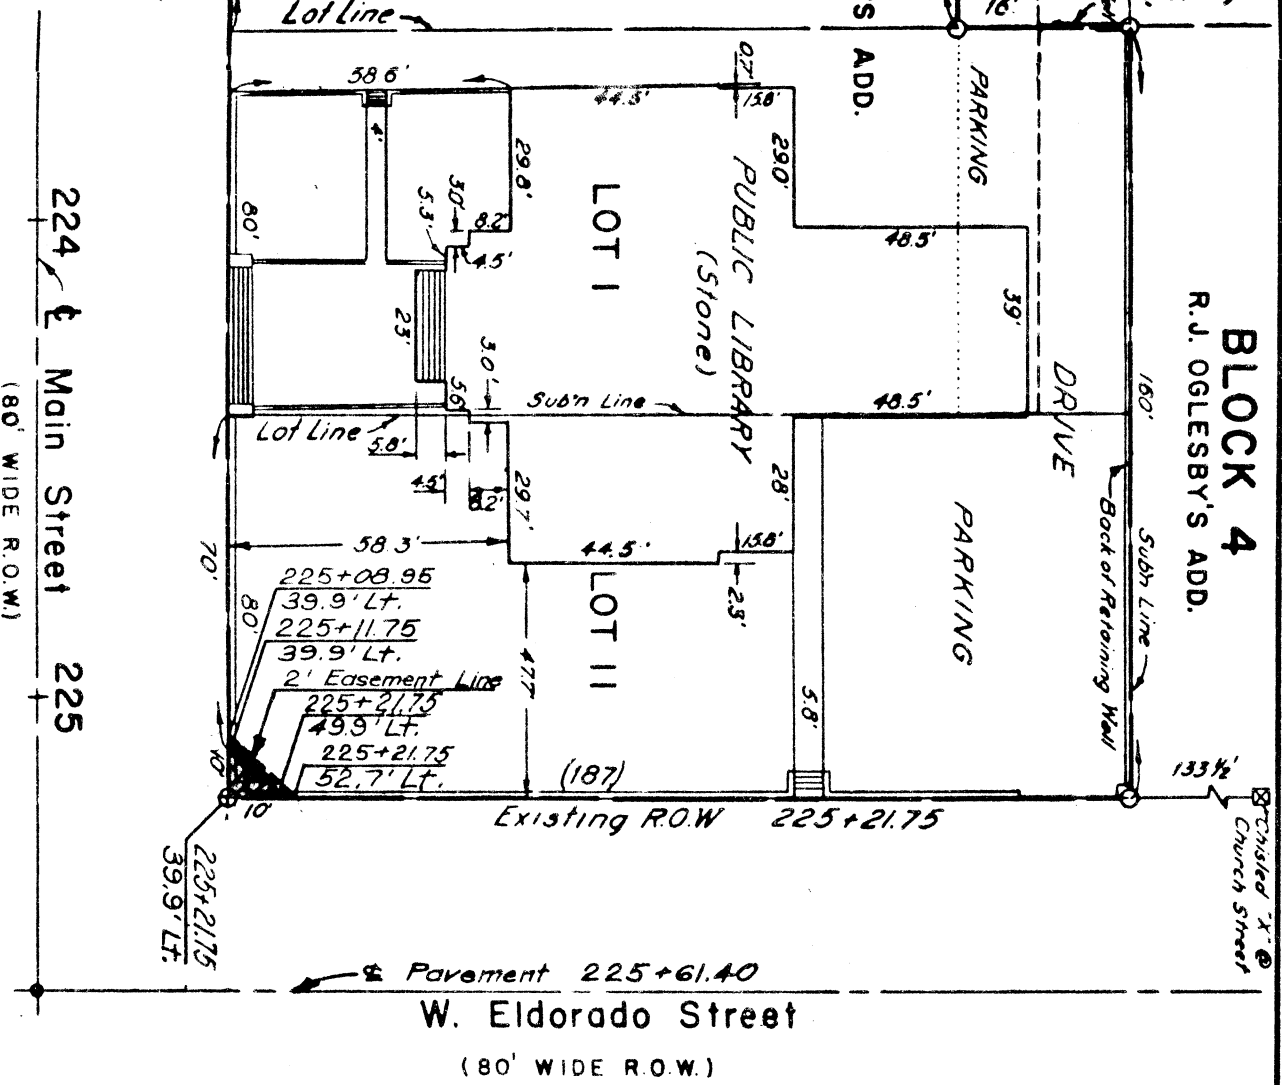 Lot Line
16'
S ADD.
58.6'
44.5'
0.7'
15.8'
4'
29.8'
29.0'
PARKING
80'
5.3'
3.0'
8.2'
4.5'
LOT I
PUBLIC LIBRARY
(Stone)
48.5'
39'
23'
3.0'
5.6'
Sub'n Line
48.5'
Lot Line
5.8'
4.5'
8.2'
29.7'
28'
DRIVE
160'
BLOCK 4
R.J. OGLESBY'S ADD.
224
℄ Main Street
225
(80' WIDE R.O.W.)
58.3'
44.5'
15.8'
2.3'
70'
80'
225+08.95
39.9' Lt.
225+11.75
39.9' Lt.
2' Easement Line
225+21.75
49.9' Lt.
225+21.75
52.7' Lt.
47.7
LOT II
5.8'
PARKING
Back of Retaining Wall
Sub'n Line
10'
10'
(187)
133½'
Existing R.O.W 225+21.75
Chisled "X" @
Church Street
225+21.75
39.9' Lt.
℄ Pavement 225+61.40
W. Eldorado Street
(80' WIDE R.O.W.)